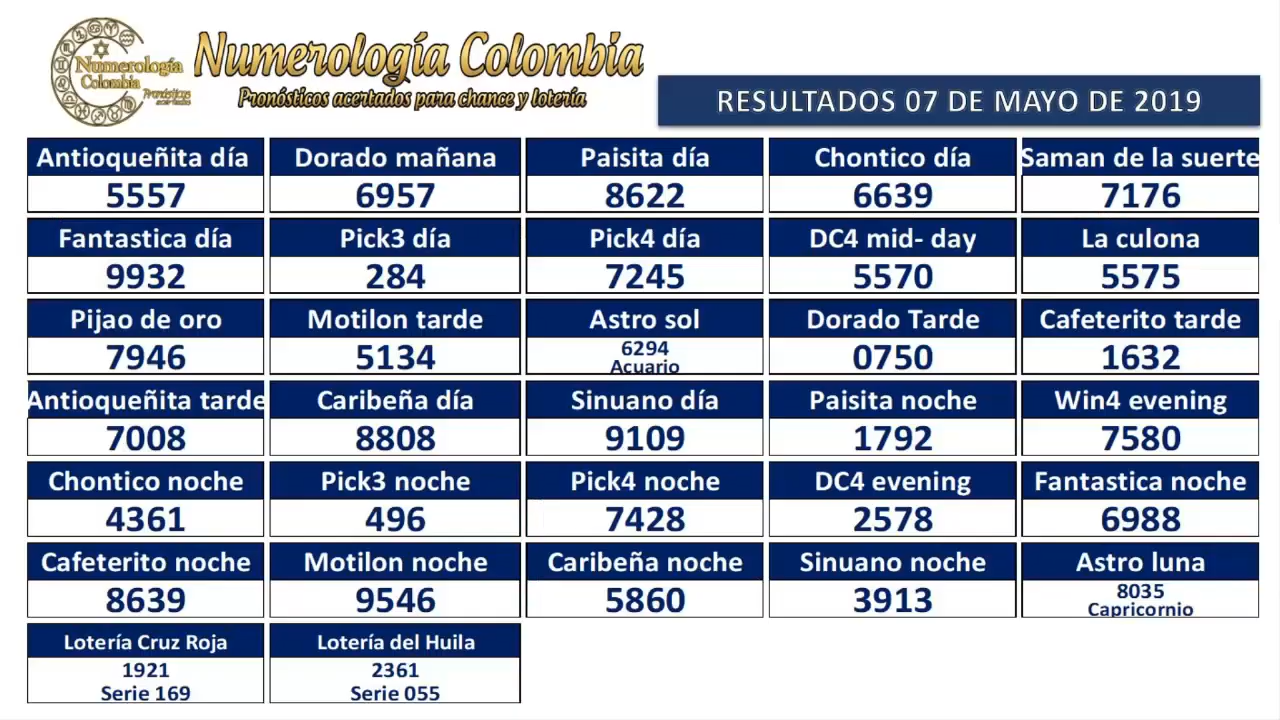 Numerología
Colombia
Pronósticos
Numerología Colombia
Pronósticos acertados para chance y lotería
RESULTADOS 07 DE MAYO DE 2019
Antioqueñita día Dorado mañana Paisita día Chontico día Saman de la suerte
5557 6957 8622 6639 7176
Fantastica día Pick3 día Pick4 día DC4 mid- day La culona
9932 284 7245 5570 5575
Pijao de oro Motilon tarde Astro sol Dorado Tarde Cafeterito tarde
7946 5134 6294 0750 1632
Acuario
Antioqueñita tarde Caribeña día Sinuano día Paisita noche Win4 evening
7008 8808 9109 1792 7580
Chontico noche Pick3 noche Pick4 noche DC4 evening Fantastica noche
4361 496 7428 2578 6988
Cafeterito noche Motilon noche Caribeña noche Sinuano noche Astro luna
8639 9546 5860 3913 8035
Capricornio
Lotería Cruz Roja Lotería del Huila
1921 2361
Serie 169 Serie 055